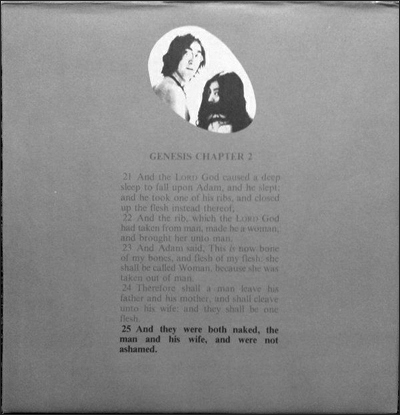 GENESIS CHAPTER 2
21 And the LORD God caused a deep
sleep to fall upon Adam, and he slept;
and he took one of his ribs, and closed
up the flesh instead thereof;
22 And the rib, which the LORD God
had taken from man, made he a woman,
and brought her unto man.
23 And Adam said, This is now bone
of my bones, and flesh of my flesh: she
shall be called Woman, because she was
taken out of man.
24 Therefore shall a man leave his
father and his mother, and shall cleave
unto his wife: and they shall be one
flesh.
25 And they were both naked, the
man and his wife, and were not
ashamed.